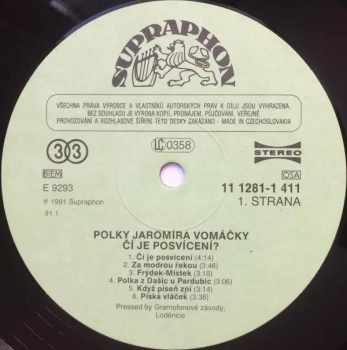 SUPRAPHON
VŠECHNA PRÁVA VÝROBCE A VLASTNÍKŮ AUTORSKÝCH PRÁV K DÍLU JSOU VYHRAZENA.
BEZ SOUHLASU JE VÝROBA KOPIÍ, PRONÁJEM, PŮJČOVÁNÍ, VEŘEJNÉ
PROVOZOVÁNÍ A ROZHLASOVÉ ŠÍŘENÍ TÉTO DESKY ZAKÁZÁNO - MADE IN CZECHOSLOVAKIA
33
LC 0358
STEREO
BIEM
OSA
E 9293
11 1281-1 411
℗ 1991 Supraphon
1. STRANA
91 1
POLKY JAROMÍRA VOMÁČKY
ČÍ JE POSVÍCENÍ?
1. Čí je posvícení (4:14)
2. Za modrou řekou (2:46)
3. Frýdek-Místek (3:18)
4. Polka z Dašic u Pardubic (3:06)
5. Když píseň zní (3:14)
6. Píská vláček (3:36)
Pressed by Gramofonové závody,
Loděnice